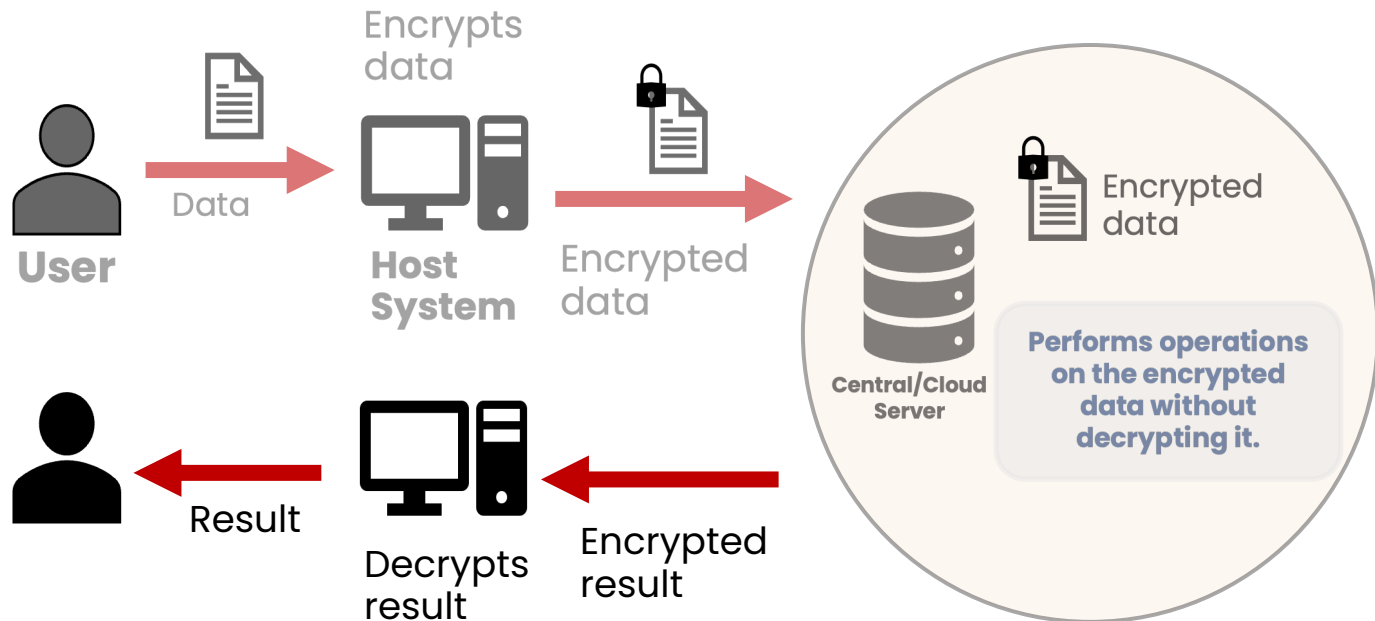 Encrypts
data
Data
User
Host
System
Encrypted
data
Encrypted
data
Central/Cloud
Server
Performs operations
on the encrypted
data without
decrypting it.
Result
Decrypts
result
Encrypted
result